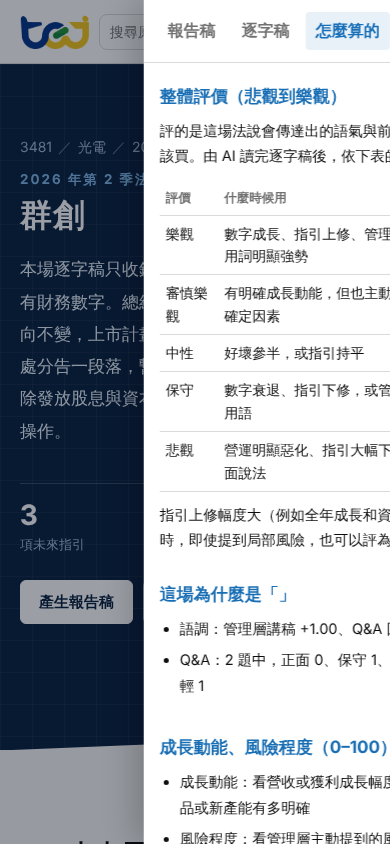 tej
搜尋
報告稿 逐字稿 怎麼算的
3481 ／ 光電 ／ 20
2026 年第 2 季法
群創
本場逐字稿只收錄
有財務數字。總經
向不變，上市計畫
處分告一段落，暫
除發放股息與資本
操作。
3
項未來指引
產生報告稿
整體評價（悲觀到樂觀）
評的是這場法說會傳達出的語氣與前
該買。由 AI 讀完逐字稿後，依下表的
評價 什麼時候用
樂觀 數字成長、指引上修、管理
用詞明顯強勢
審慎樂觀 有明確成長動能，但也主動
確定因素
中性 好壞參半，或指引持平
保守 數字衰退、指引下修，或管
用語
悲觀 營運明顯惡化、指引大幅下
面說法
指引上修幅度大（例如全年成長和資
時，即使提到局部風險，也可以評為
這場為什麼是「」
語調：管理層講稿 +1.00、Q&A
Q&A：2 題中，正面 0、保守 1、
輕 1
成長動能、風險程度（0–100）
成長動能：看營收或獲利成長幅度
品或新產能有多明確
風險程度：看管理層主動提到的風